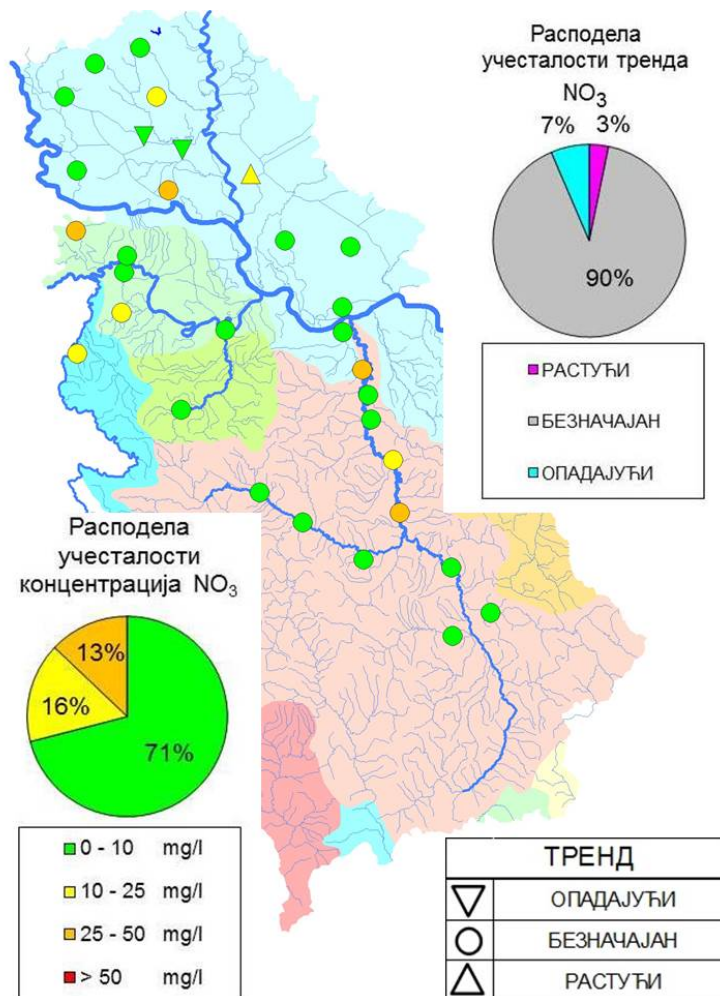 Расподела
учесталости тренда
NO3
7%
3%
90%
РАСТУЋИ
БЕЗНАЧАЈАН
ОПАДАЈУЋИ
Расподела
учесталости
концентрација NO3
13%
16%
71%
0 - 10 mg/l
10 - 25 mg/l
25 - 50 mg/l
> 50 mg/l
ТРЕНД
ОПАДАЈУЋИ
БЕЗНАЧАЈАН
РАСТУЋИ